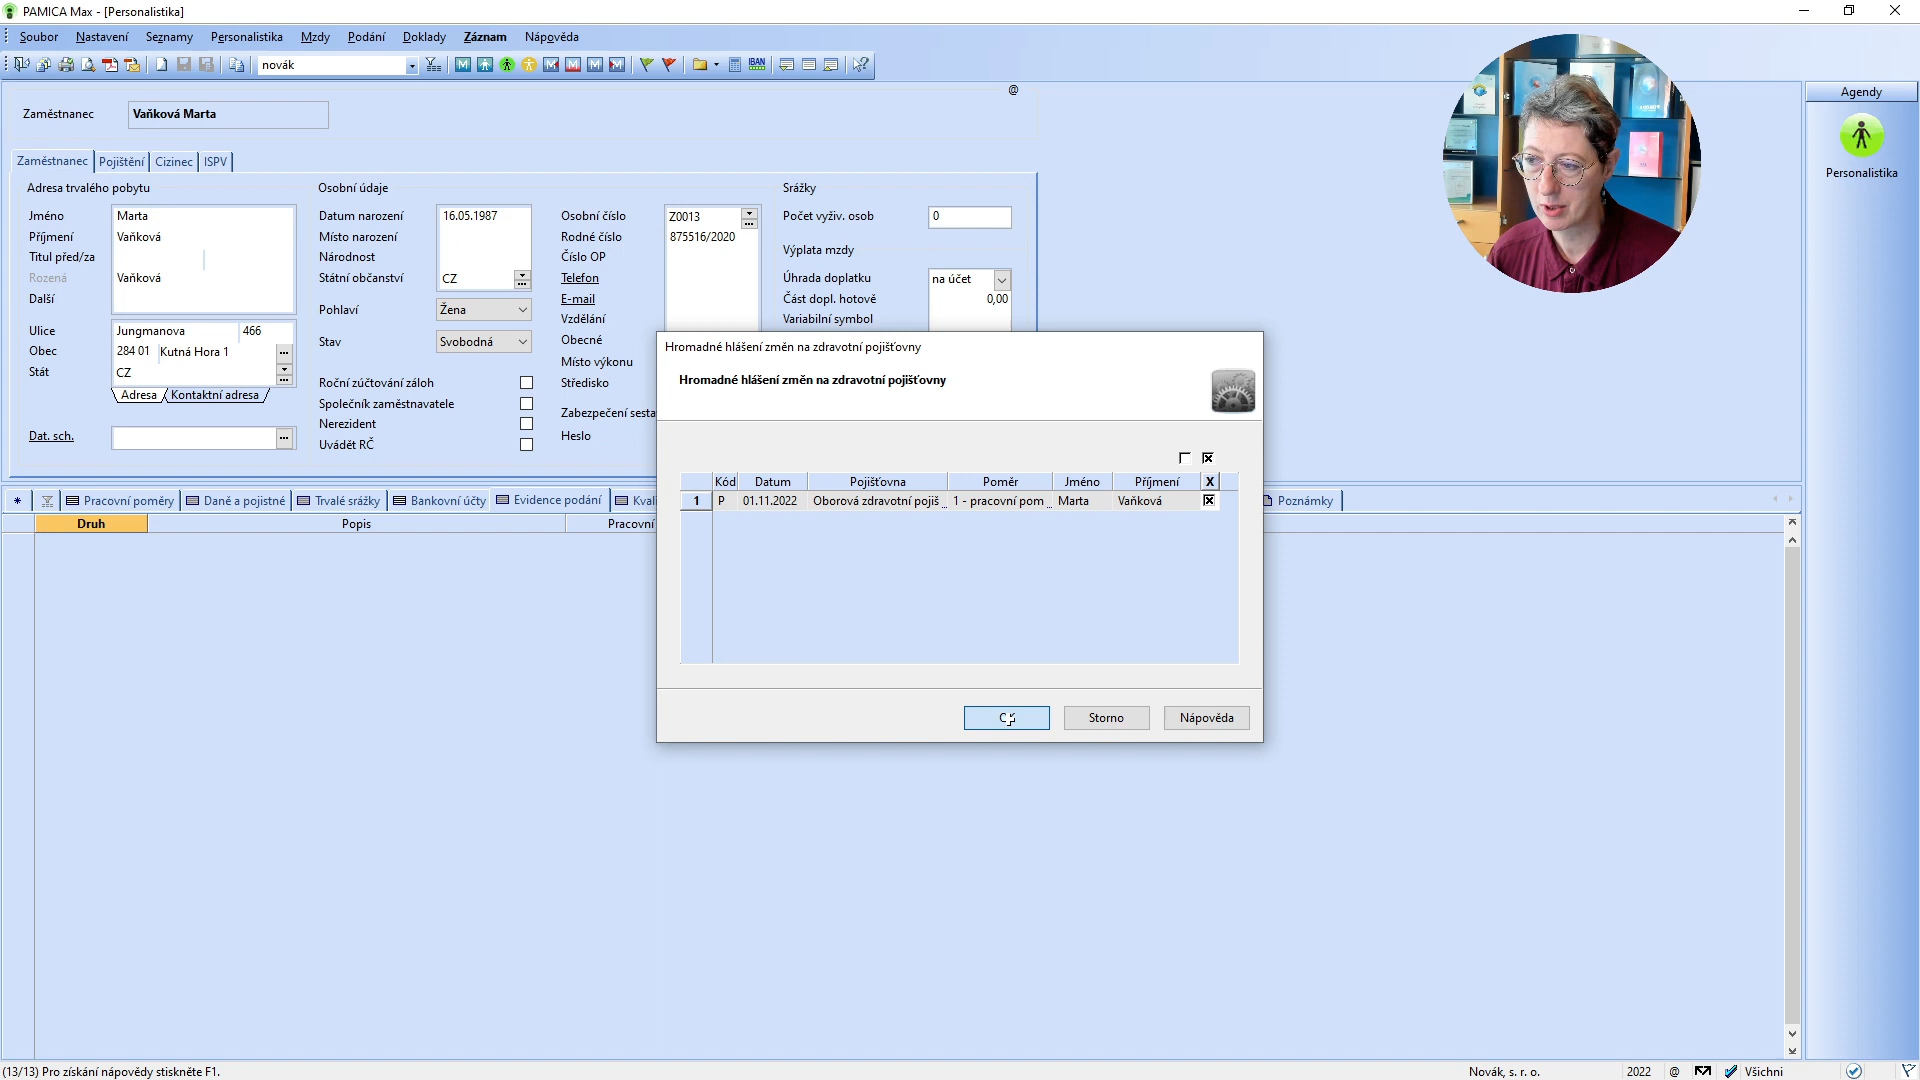 PAMICA Max - [Personalistika]
Soubor Nastavení Seznamy Personalistika Mzdy Podání Doklady Záznam Nápověda
novák
IBAN
Agendy
Personalistika
@
Zaměstnanec Vaňková Marta
Zaměstnanec Pojištění Cizinec ISPV
Adresa trvalého pobytu
Jméno Marta
Příjmení Vaňková
Titul před/za
Rozená Vaňková
Další
Ulice Jungmanova 466
Obec 284 01 Kutná Hora 1
Stát CZ
Adresa Kontaktní adresa
Dat. sch.
Osobní údaje
Datum narození 16.05.1987
Místo narození
Národnost
Státní občanství CZ
Pohlaví Žena
Stav Svobodná
Roční zúčtování záloh
Společník zaměstnavatele
Nerezident
Uvádět RČ
Osobní číslo Z0013
Rodné číslo 875516/2020
Číslo OP
Telefon
E-mail
Vzdělání
Obecné
Místo výkonu
Středisko
Zabezpečení sesta
Heslo
Srážky
Počet vyživ. osob 0
Výplata mzdy
Úhrada doplatku na účet
Část dopl. hotově 0,00
Variabilní symbol
Hromadné hlášení změn na zdravotní pojišťovny
Hromadné hlášení změn na zdravotní pojišťovny
Kód Datum Pojišťovna Poměr Jméno Příjmení X
1 P 01.11.2022 Oborová zdravotní pojiš... 1 - pracovní pom... Marta Vaňková
Storno Nápověda
Pracovní poměry Daně a pojistné Trvalé srážky Bankovní účty Evidence podání Kvali Poznámky
Druh Popis Pracovní
(13/13) Pro získání nápovědy stiskněte F1.
Novák, s. r. o. 2022 @ Všichni